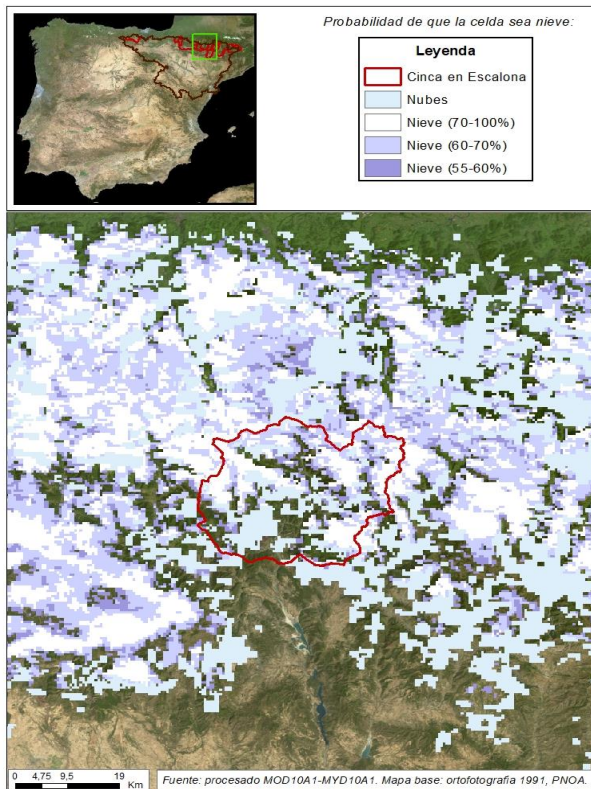 Probabilidad de que la celda sea nieve:
Leyenda
Cinca en Escalona
Nubes
Nieve (70-100%)
Nieve (60-70%)
Nieve (55-60%)
0 4,75 9,5 19
Km
Fuente: procesado MOD10A1-MYD10A1. Mapa base: ortofotografia 1991, PNOA.